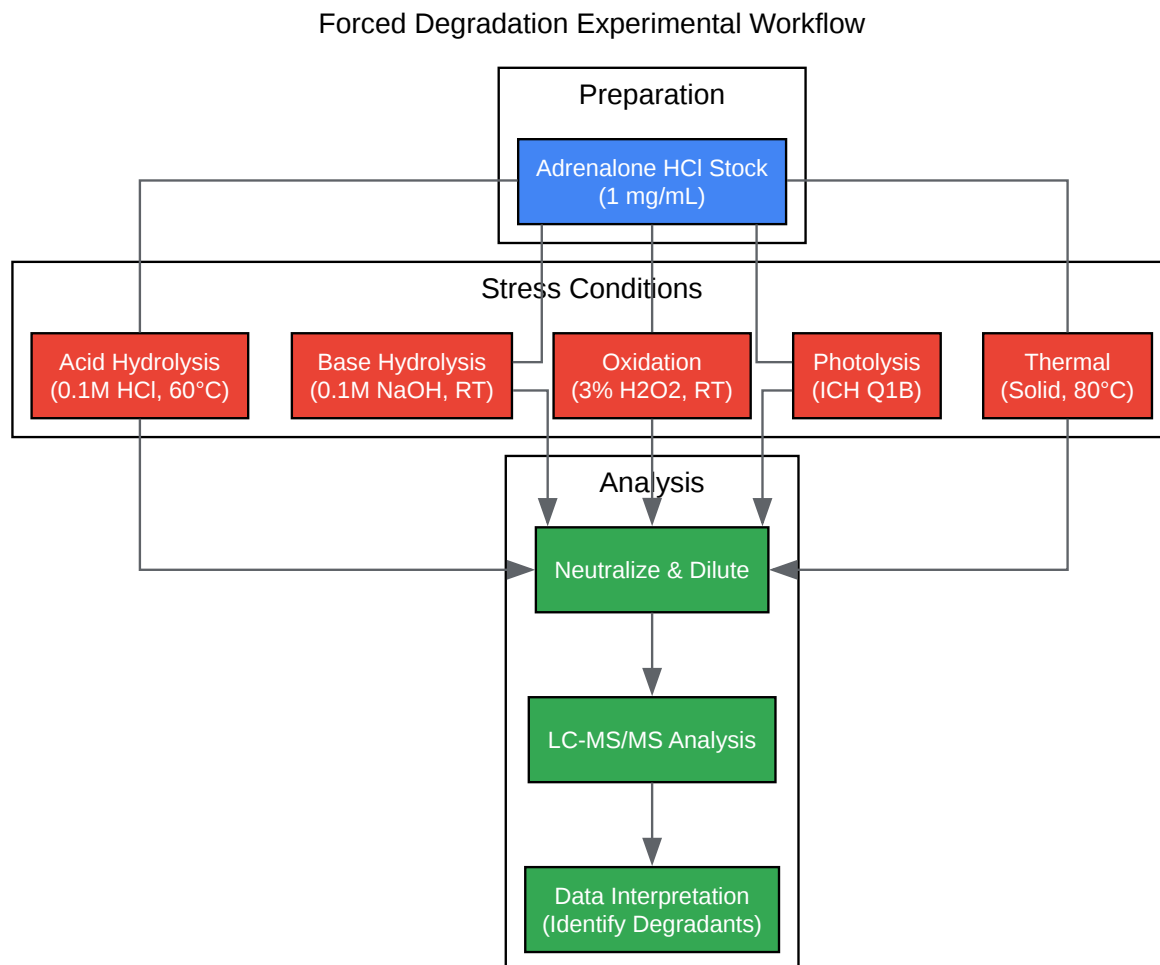 Forced Degradation Experimental Workflow
Preparation
Adrenalone HCl Stock
(1 mg/mL)
Stress Conditions
Acid Hydrolysis
(0.1M HCl, 60°C)
Base Hydrolysis
(0.1M NaOH, RT)
Oxidation
(3% H2O2, RT)
Photolysis
(ICH Q1B)
Thermal
(Solid, 80°C)
Analysis
Neutralize & Dilute
LC-MS/MS Analysis
Data Interpretation
(Identify Degradants)